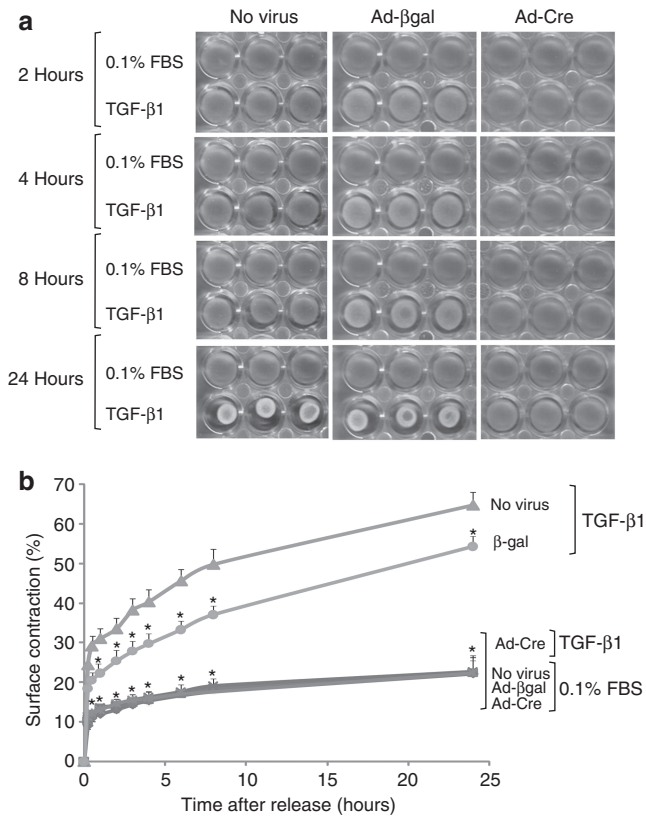 a
No virus Ad-βgal Ad-Cre
2 Hours
0.1% FBS
TGF-β1
4 Hours
0.1% FBS
TGF-β1
8 Hours
0.1% FBS
TGF-β1
24 Hours
0.1% FBS
TGF-β1
b
Surface contraction (%)
70
60
50
40
30
20
10
0
0 5 10 15 20 25
Time after release (hours)
No virus
* β-gal
TGF-β1
Ad-Cre TGF-β1
No virus
Ad-βgal
Ad-Cre
0.1% FBS
* * * * * * *
* * * * * * * *